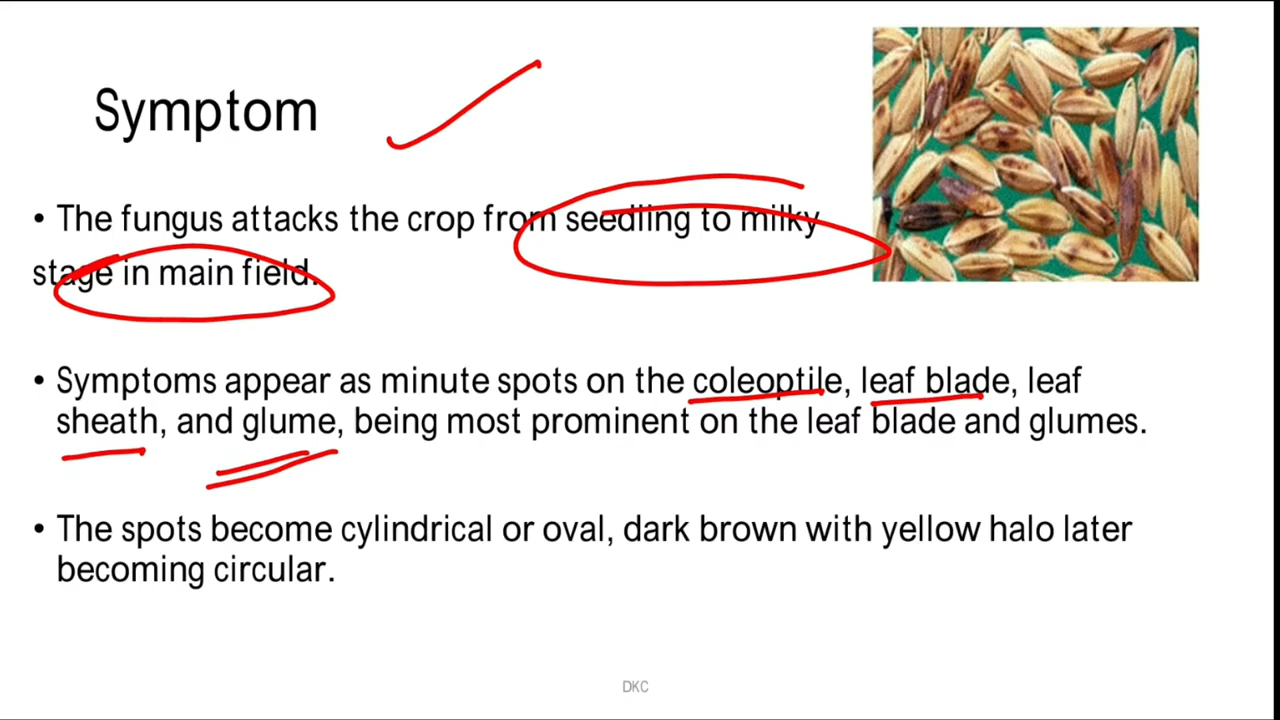 Symptom
• The fungus attacks the crop from seedling to milky
stage in main field.
• Symptoms appear as minute spots on the coleoptile, leaf blade, leaf
sheath, and glume, being most prominent on the leaf blade and glumes.
• The spots become cylindrical or oval, dark brown with yellow halo later
becoming circular.
DKC